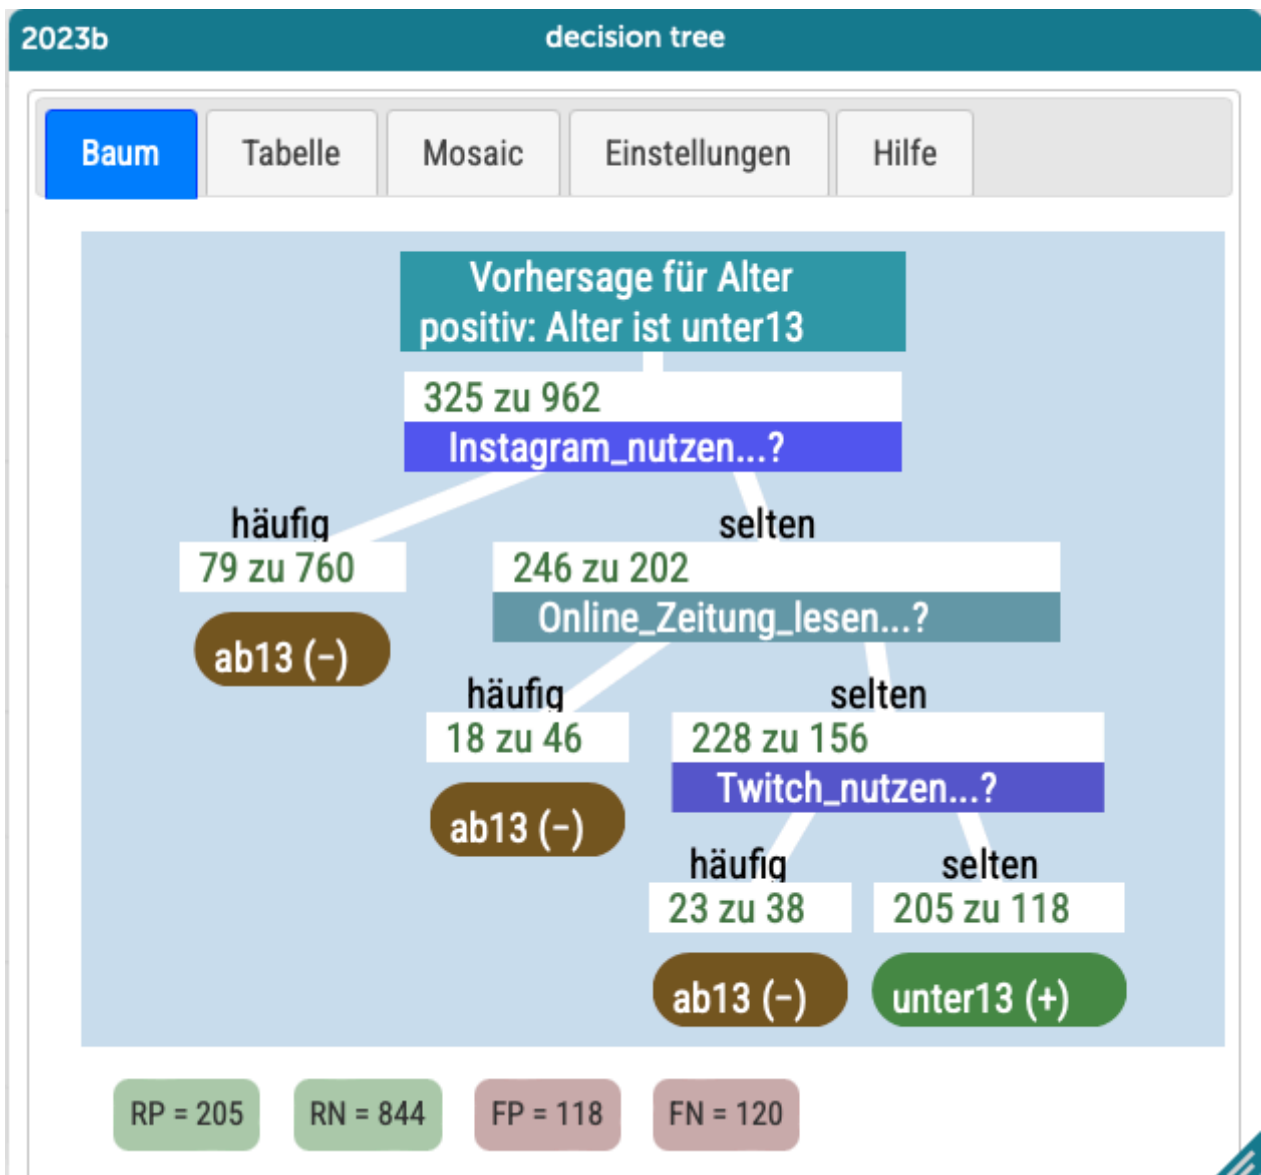 2023b
decision tree
Baum
Tabelle
Mosaic
Einstellungen
Hilfe
Vorhersage für Alter
positiv: Alter ist unter13
325 zu 962
Instagram_nutzen...?
häufig
selten
79 zu 760
246 zu 202
ab13 (−)
Online_Zeitung_lesen...?
häufig
selten
18 zu 46
228 zu 156
ab13 (−)
Twitch_nutzen...?
häufig
selten
23 zu 38
205 zu 118
ab13 (−)
unter13 (+)
RP = 205
RN = 844
FP = 118
FN = 120